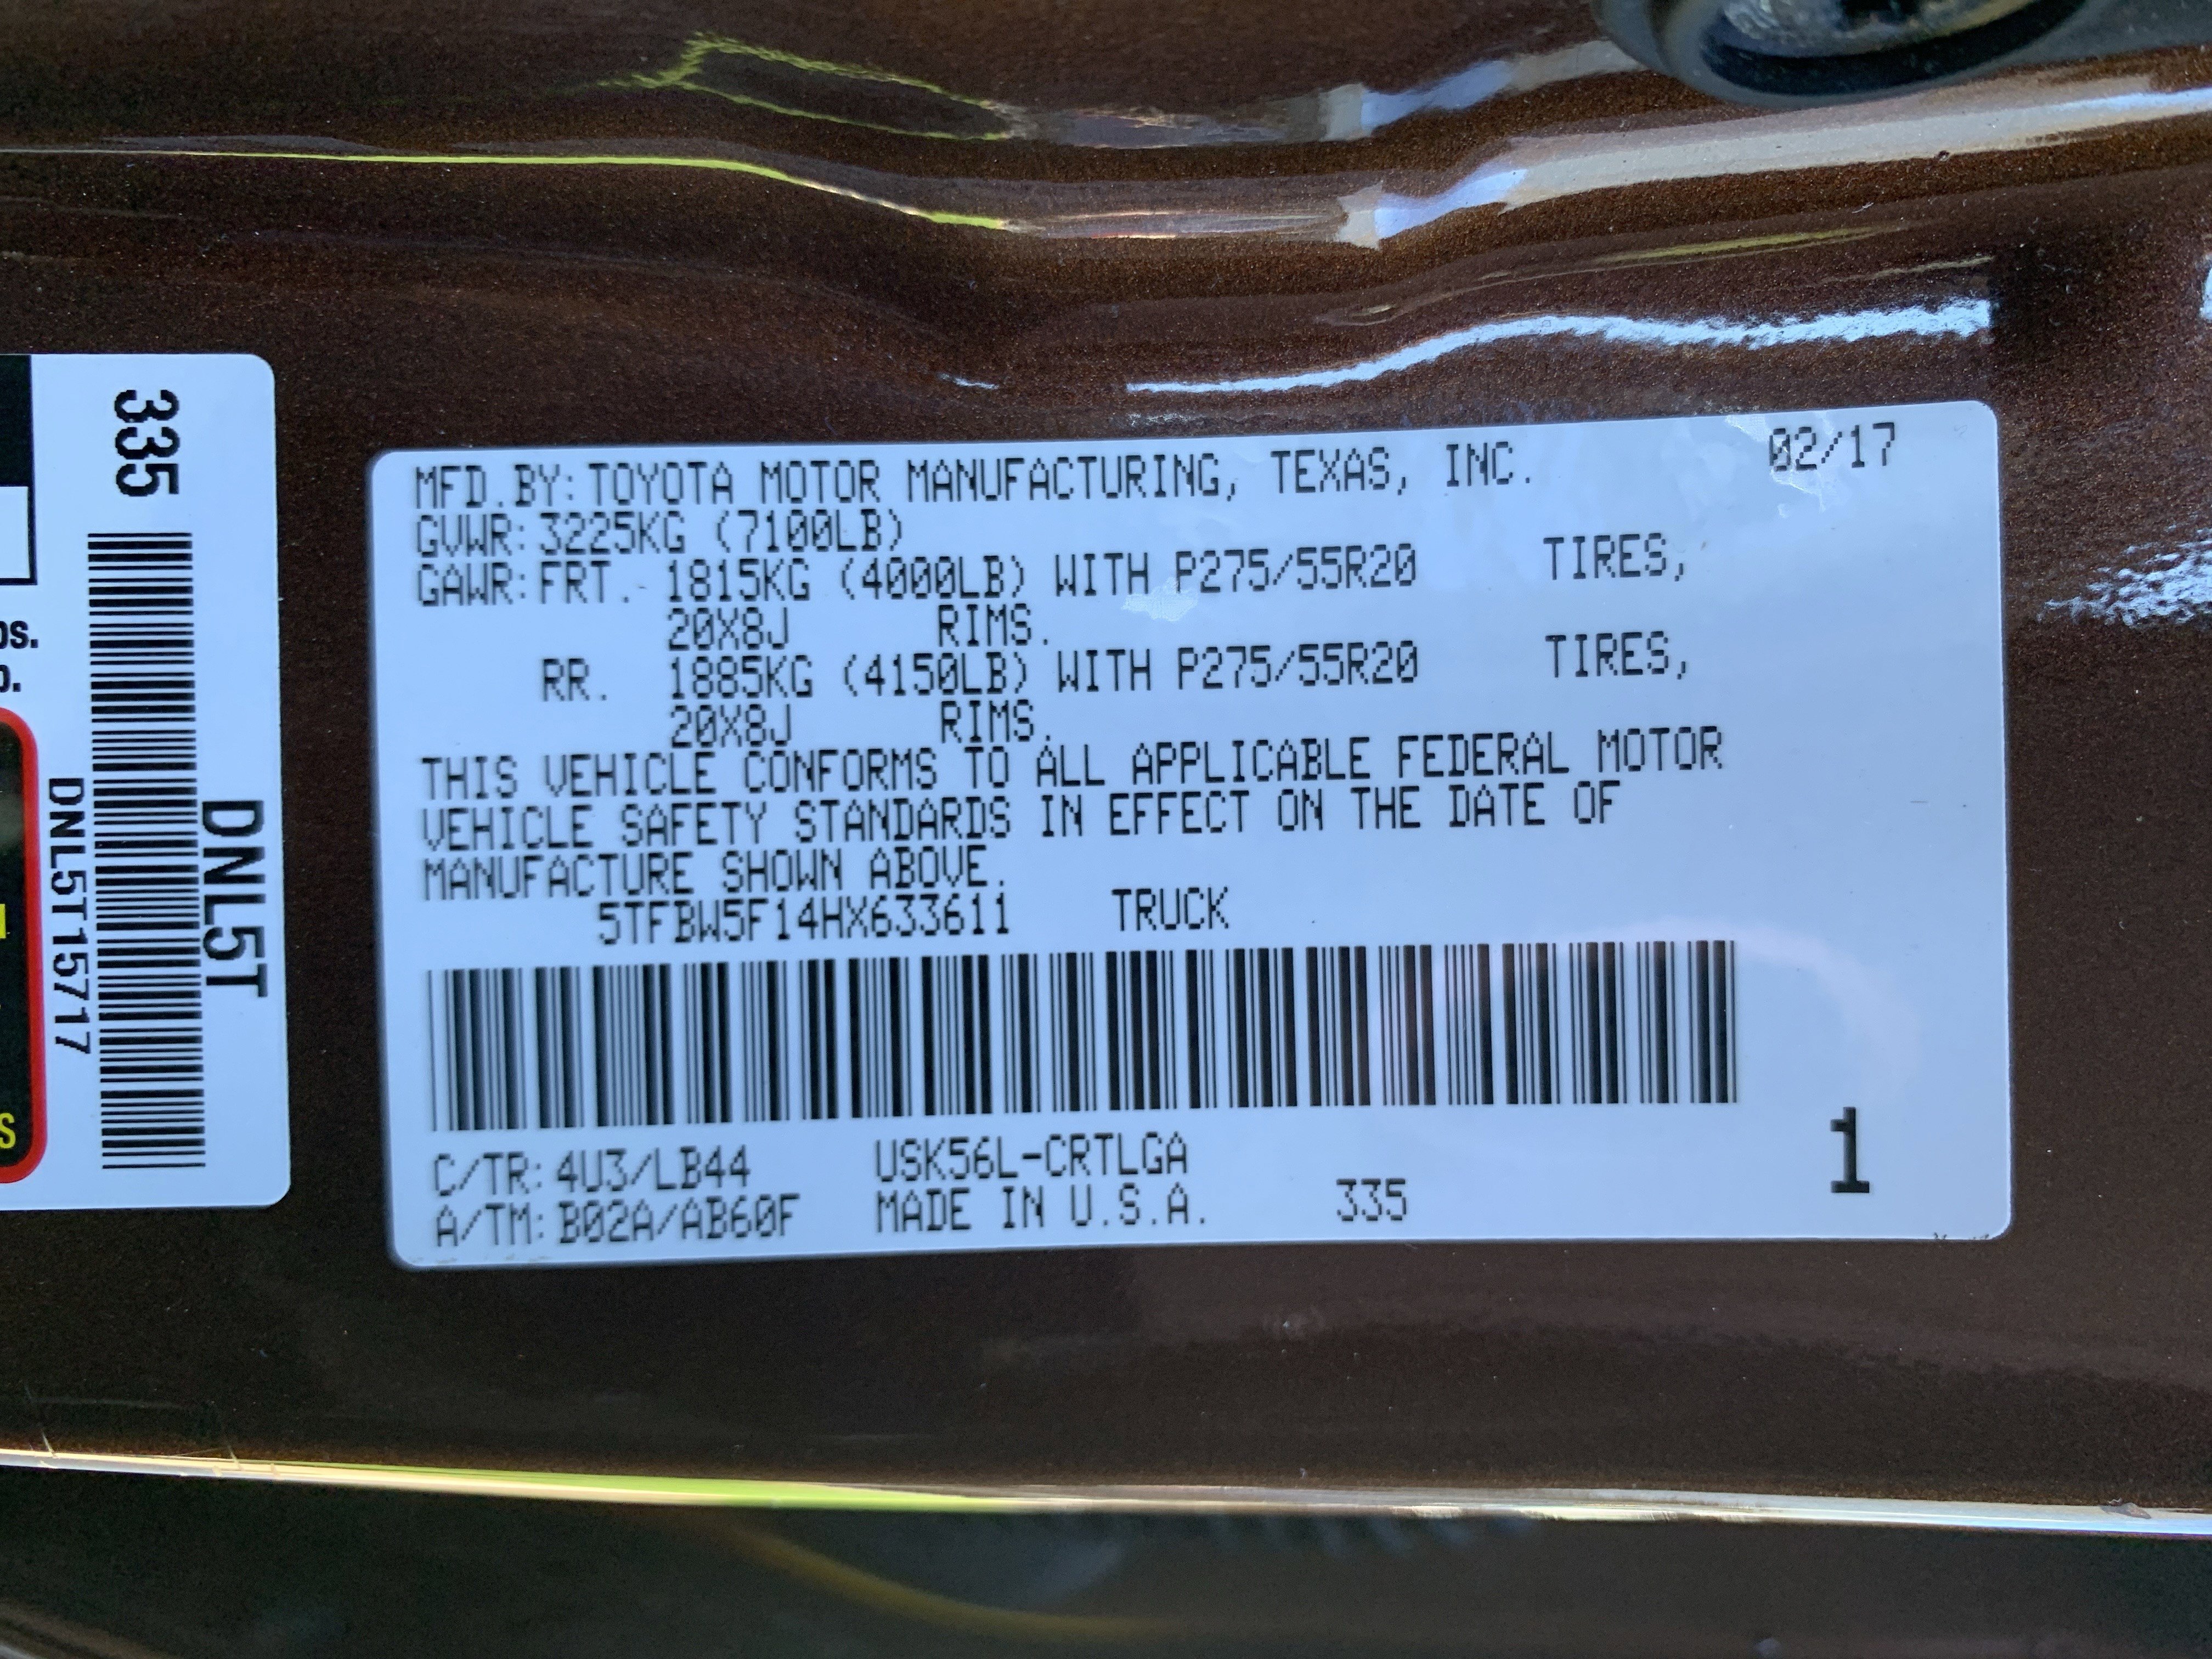 335
DNL5T
DNL5T15717
MFD.BY: TOYOTA MOTOR MANUFACTURING, TEXAS, INC. 02/17
GVWR: 3225KG (7100LB)
GAWR: FRT. 1815KG (4000LB) WITH P275/55R20 TIRES,
20X8J RIMS.
RR. 1885KG (4150LB) WITH P275/55R20 TIRES,
20X8J RIMS.
THIS VEHICLE CONFORMS TO ALL APPLICABLE FEDERAL MOTOR
VEHICLE SAFETY STANDARDS IN EFFECT ON THE DATE OF
MANUFACTURE SHOWN ABOVE.
5TFBW5F14HX633611 TRUCK
C/TR: 4U3/LB44 USK56L-CRTLGA
A/TM: B02A/AB60F MADE IN U.S.A. 335 1